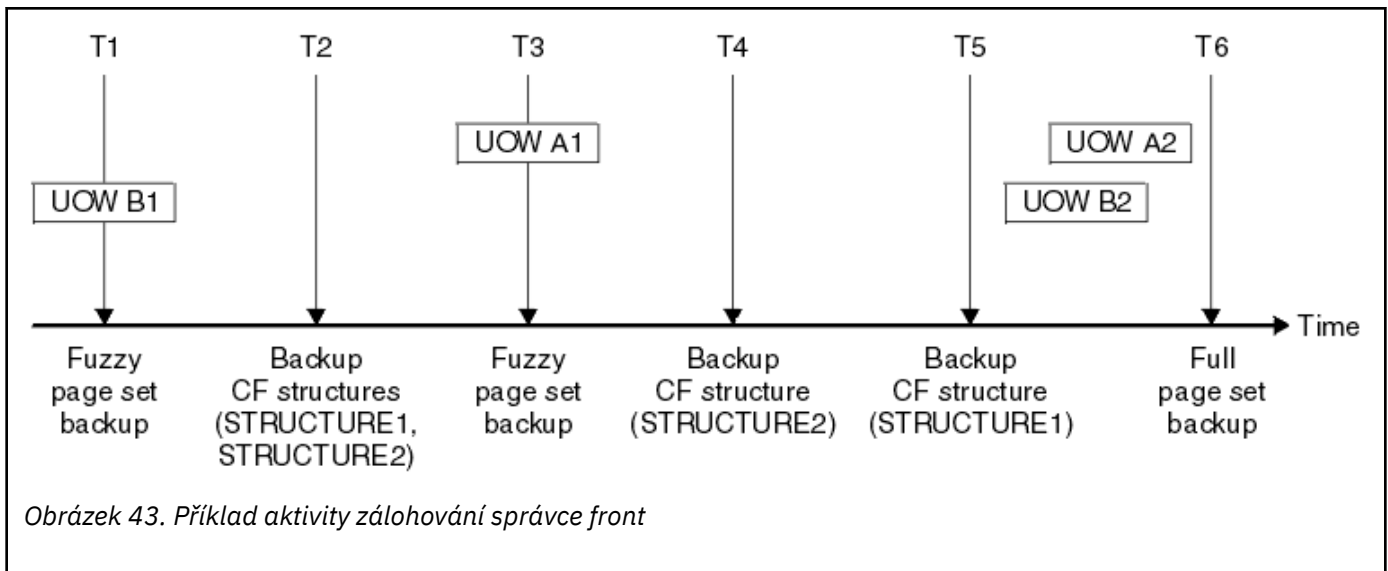 T1 T2 T3 T4 T5 T6
UOW A1 UOW A2
UOW B1 UOW B2
Time
Fuzzy
page set
backup
Backup
CF structures
(STRUCTURE1,
STRUCTURE2)
Fuzzy
page set
backup
Backup
CF structure
(STRUCTURE2)
Backup
CF structure
(STRUCTURE1)
Full
page set
backup
Obrázek 43. Příklad aktivity zálohování správce front